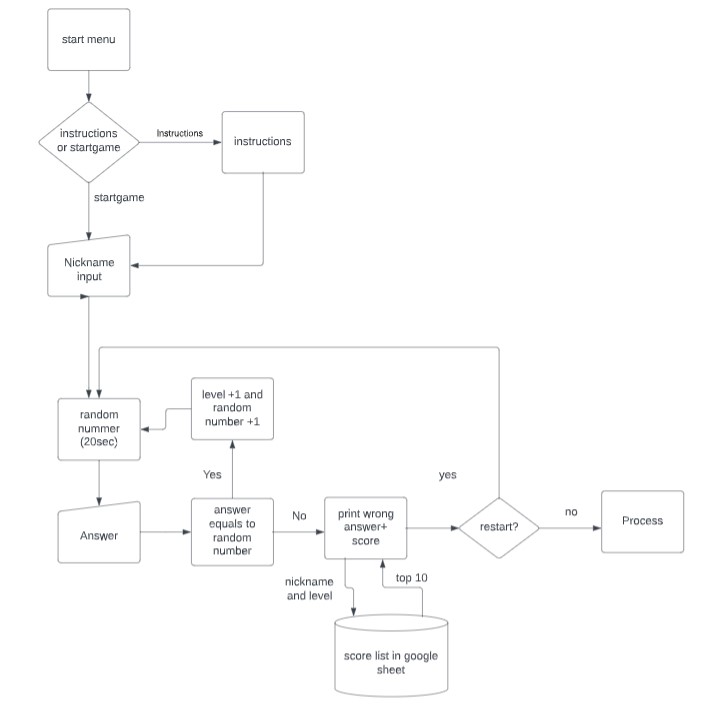 start menu
instructions
or startgame
Instructions
instructions
startgame
Nickname
input
level +1 and
random
number +1
random
nummer
(20sec)
Yes
yes
answer
equals to
random
number
No
print wrong
answer+
score
restart?
no
Process
Answer
nickname
and level
top 10
score list in google
sheet